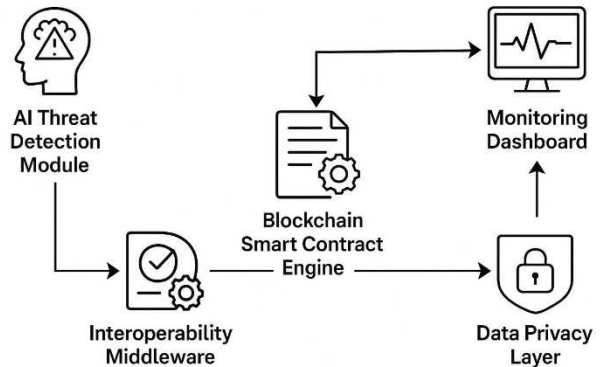 AI Threat
Detection
Module
Monitoring
Dashboard
Blockchain
Smart Contract
Engine
Interoperability
Middleware
Data Privacy
Layer